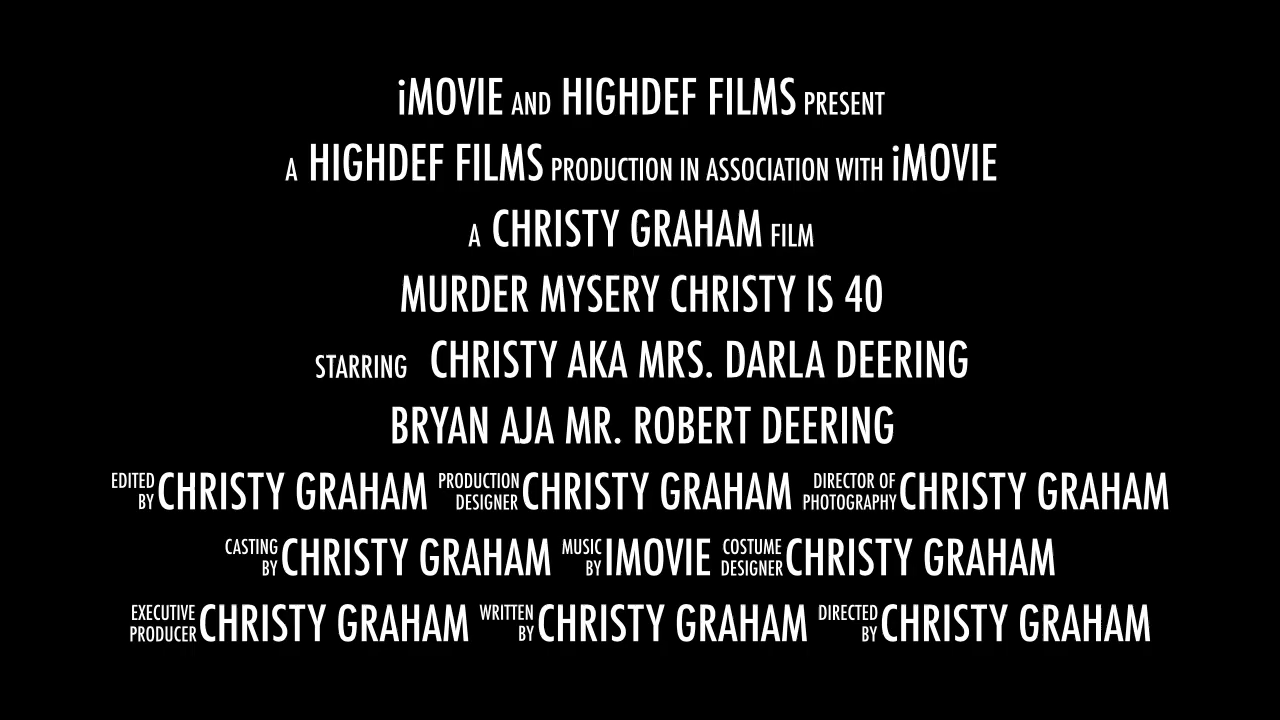 iMOVIE AND HIGHDEF FILMS PRESENT
A HIGHDEF FILMS PRODUCTION IN ASSOCIATION WITH iMOVIE
A CHRISTY GRAHAM FILM
MURDER MYSERY CHRISTY IS 40
STARRING CHRISTY AKA MRS. DARLA DEERING
BRYAN AJA MR. ROBERT DEERING
EDITED BY CHRISTY GRAHAM PRODUCTION DESIGNER CHRISTY GRAHAM DIRECTOR OF PHOTOGRAPHY CHRISTY GRAHAM
CASTING BY CHRISTY GRAHAM MUSIC BY IMOVIE COSTUME DESIGNER CHRISTY GRAHAM
EXECUTIVE PRODUCER CHRISTY GRAHAM WRITTEN BY CHRISTY GRAHAM DIRECTED BY CHRISTY GRAHAM